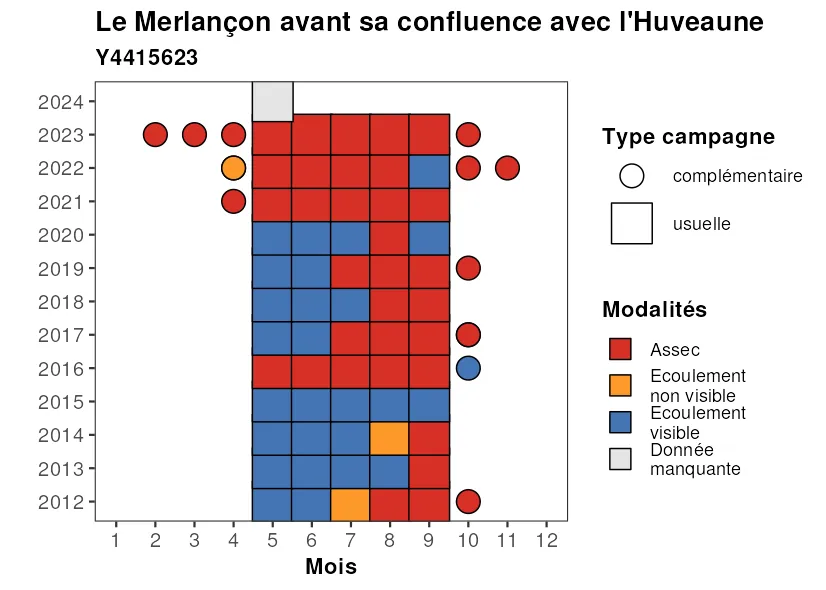 Le Merlançon avant sa confluence avec l'Huveaune
Y4415623
2024
2023
2022
2021
2020
2019
2018
2017
2016
2015
2014
2013
2012
1 2 3 4 5 6 7 8 9 10 11 12
Mois
Type campagne
complémentaire
usuelle
Modalités
Assec
Ecoulement
non visible
Ecoulement
visible
Donnée
manquante